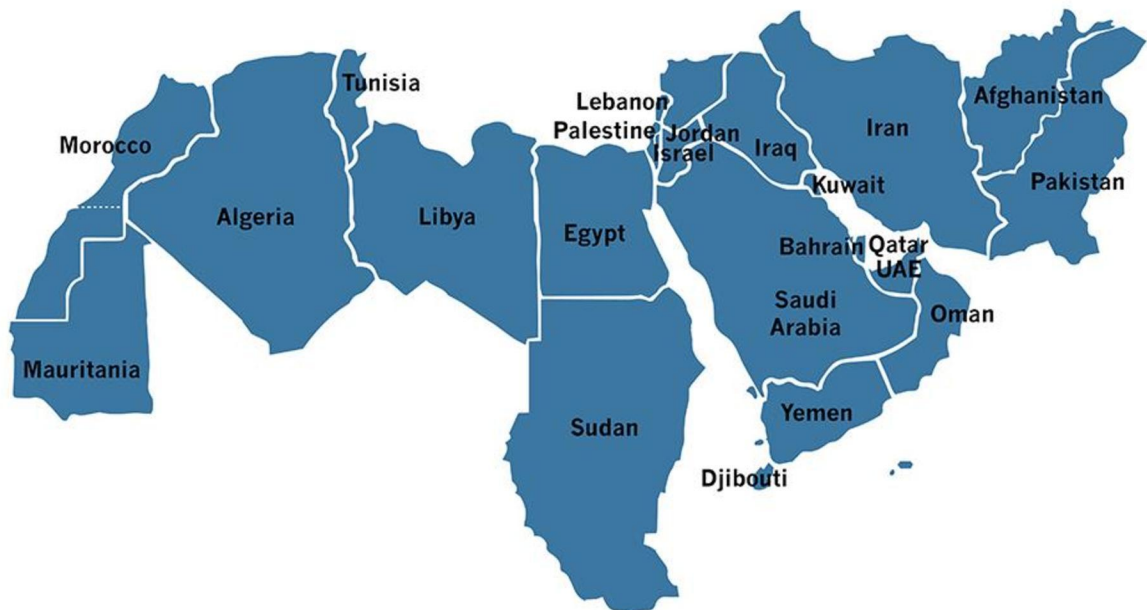 Tunisia
Lebanon
Afghanistan
Morocco
Palestine
Jordan
Iran
Israel
Iraq
Kuwait
Pakistan
Algeria
Libya
Egypt
Bahrain
Qatar
UAE
Saudi
Arabia
Oman
Mauritania
Yemen
Sudan
Djibouti